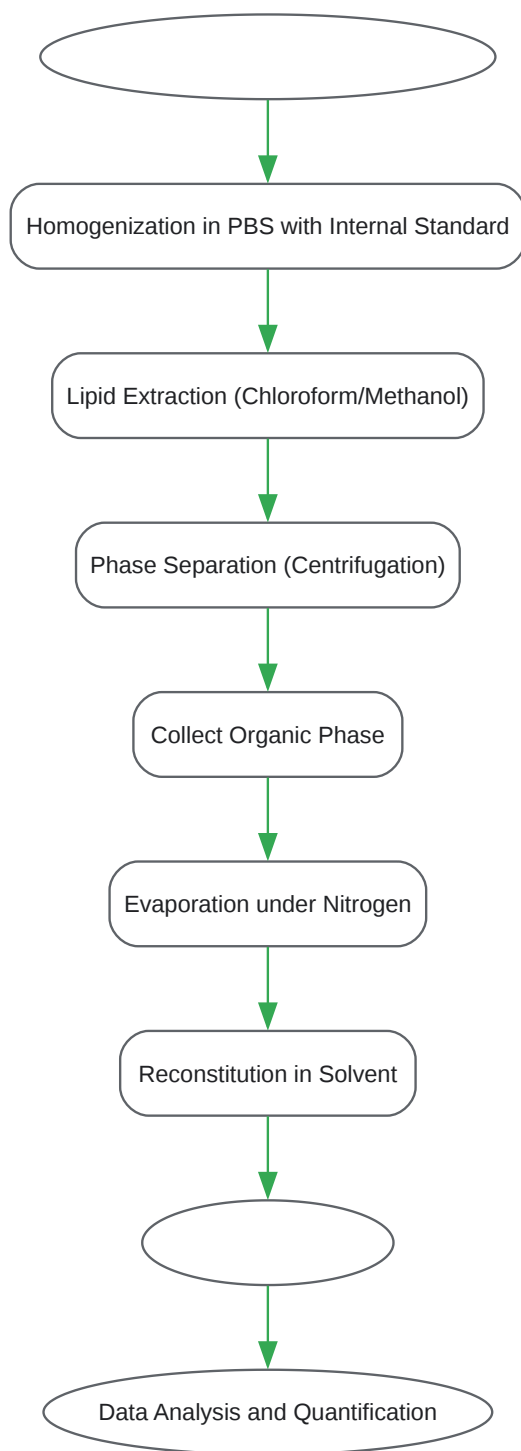 Homogenization in PBS with Internal Standard
Lipid Extraction (Chloroform/Methanol)
Phase Separation (Centrifugation)
Collect Organic Phase
Evaporation under Nitrogen
Reconstitution in Solvent
Data Analysis and Quantification